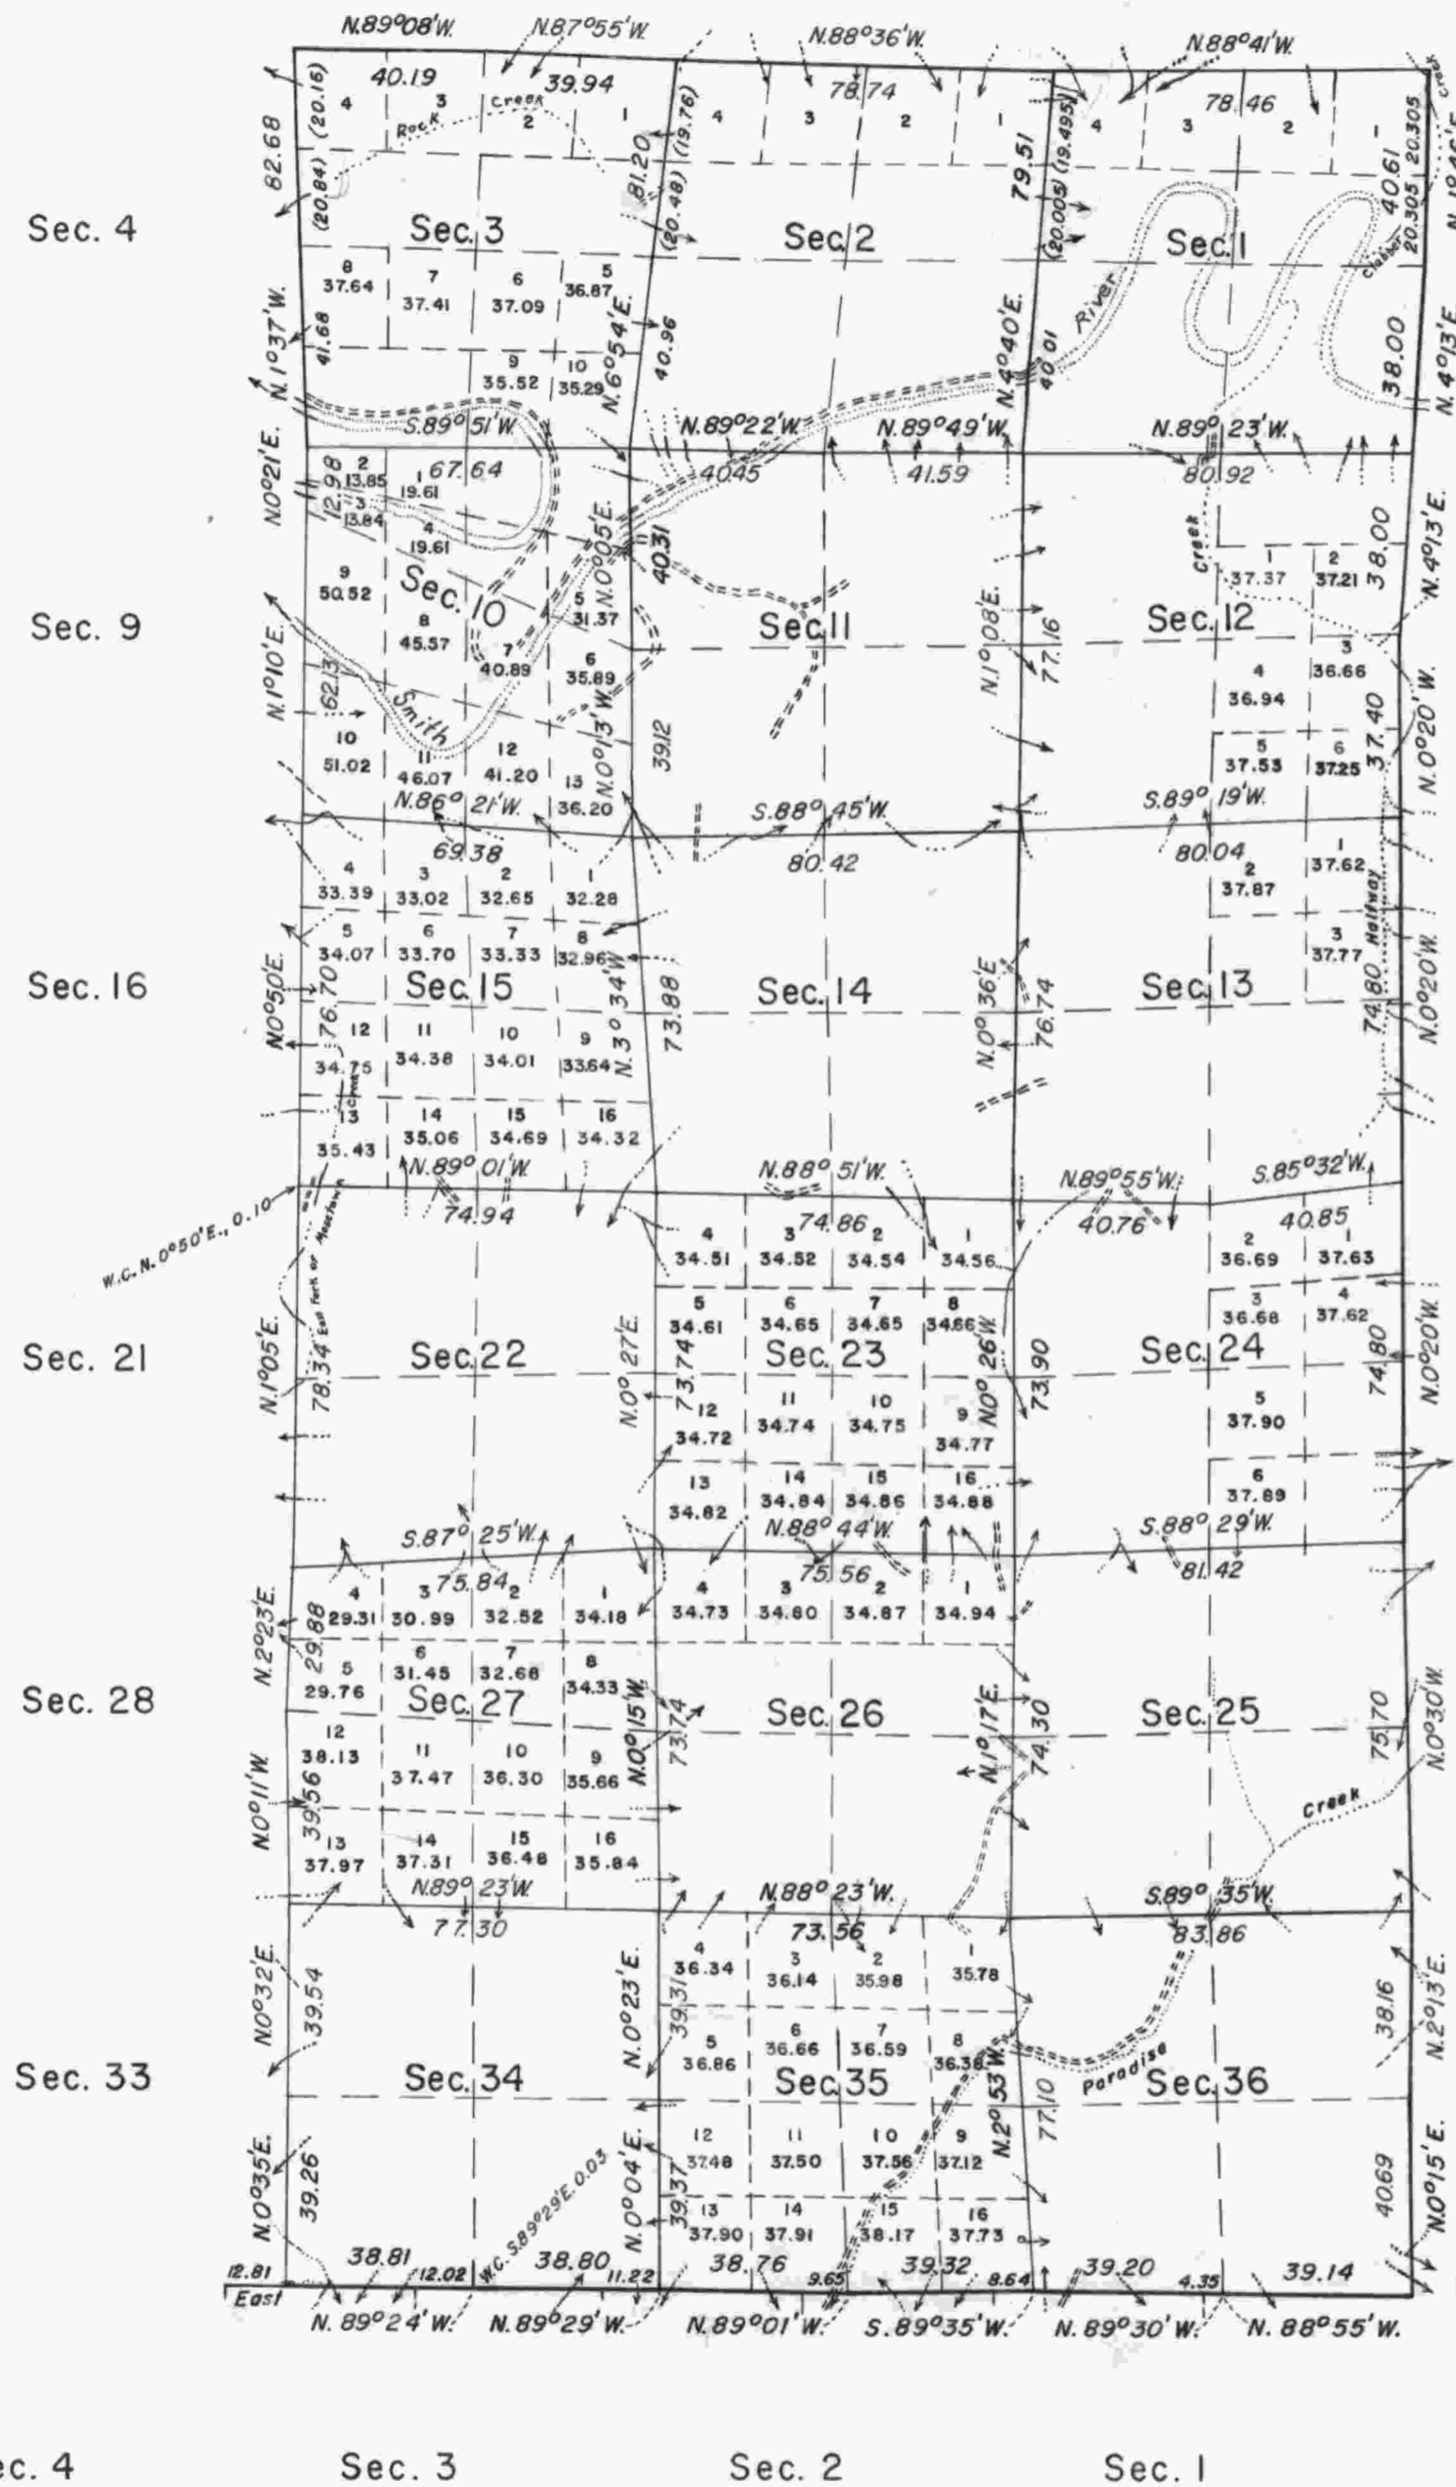 N.89°08'W. N.87°55'W. N.88°36'W. N.88°41'W.
40.19 39.94 78.74 78.46
4 3 2 1 4 3 2 1 4 3 2 1
Rock Creek
82.68 (20.16) (20.84) 81.20 (19.76) (20.48) 79.51 (19.495) (20.005) 40.61 20.305 20.305
Creek
Clabber
Sec. 4 Sec. 3 Sec. 2 Sec. 1
8 7 6 5
37.64 37.41 37.09 36.87
N.1°37'W. 41.68 N.6°54'E. 40.96 N.4°40'E. 40.01 River 38.00 N.4°13'E.
9 10
35.52 35.29
S.89°51'W. N.89°22'W. N.89°49'W. N.89°23'W.
67.64 40.45 41.59 80.92
N.0°21'E. 12.98
2 13.85 1 19.61
3 13.84 4 19.61
N.0°05'E. 40.31 Creek 38.00 N.4°13'E.
1 37.37 2 37.21
9 50.52
Sec. 9 Sec. 10 Sec. 11 Sec. 12
8 45.57 5 31.37
7 40.89 6 35.89
4 36.94 3 36.66
N.1°10'E. 62.13 Smith N.0°13'W. 39.12 N.1°08'E. 77.16 37.40 N.0°20'W.
10 51.02 11 46.07 12 41.20 13 36.20
5 37.53 6 37.25
N.86°21'W. S.88°45'W. S.89°19'W.
69.38 80.42 80.04
4 3 2 1
33.39 33.02 32.65 32.28
2 37.87 1 37.62
5 6 7 8
34.07 33.70 33.33 32.96
3 37.77
Halfway
Sec. 16 Sec. 15 Sec. 14 Sec. 13
N.0°50'E. 76.70 N.3°34'W. 73.88 N.0°36'E. 76.74 74.80 N.0°20'W.
12 11 10 9
34.75 34.38 34.01 33.64
Creek
13 14 15 16
35.43 35.06 34.69 34.32
N.89°01'W. N.88°51'W. N.89°55'W. S.85°32'W.
74.94 74.86 40.76 40.85
W.C. N.0°50'E., 0.10
East Fork or
4 3 2 1
34.51 34.52 34.54 34.56
2 36.69 1 37.63
5 6 7 8
34.61 34.65 34.65 34.66
3 36.68 4 37.62
Sec. 21 Sec. 22 Sec. 23 Sec. 24
N.1°05'E. 78.34 N.0°27'E. 73.74 N.0°26'W. 73.90 74.80 N.0°20'W.
12 11 10 9
34.72 34.74 34.75 34.77
5 37.90
13 14 15 16
34.82 34.84 34.86 34.88
6 37.89
S.87°25'W. N.88°44'W. S.88°29'W.
75.84 75.56 81.42
4 3 2 1 4 3 2 1
29.31 30.99 32.52 34.18 34.73 34.80 34.87 34.94
N.2°23'E. 29.88
5 6 7 8
29.76 31.45 32.68 34.33
Sec. 28 Sec. 27 Sec. 26 Sec. 25
N.0°15'W. 73.74 N.1°17'E. 74.30 75.70 N.0°30'W.
12 11 10 9
38.13 37.47 36.30 35.66
N.0°11'W. 39.56 Creek
13 14 15 16
37.97 37.31 36.48 35.84
N.89°23'W. N.88°23'W. S.89°35'W.
77.30 73.56 83.86
4 3 2 1
36.34 36.14 35.98 35.78
N.0°32'E. 39.54 N.0°23'E. 39.31 38.16 N.2°13'E.
5 6 7 8
36.86 36.66 36.59 36.38
Paradise
Sec. 33 Sec. 34 Sec. 35 Sec. 36
N.2°53'W. 77.10
12 11 10 9
37.48 37.50 37.56 37.12
N.0°35'E. 39.26 N.0°04'E. 39.37 40.69 N.0°15'E.
13 14 15 16
37.90 37.91 38.17 37.73
W.C. S.89°29'E. 0.03
38.81 38.80 38.76 39.32 39.20 39.14
12.81 12.02 11.22 9.65 8.64 4.35
East
N.89°24'W. N.89°29'W. N.89°01'W. S.89°35'W. N.89°30'W. N.88°55'W.
ec. 4 Sec. 3 Sec. 2 Sec. 1